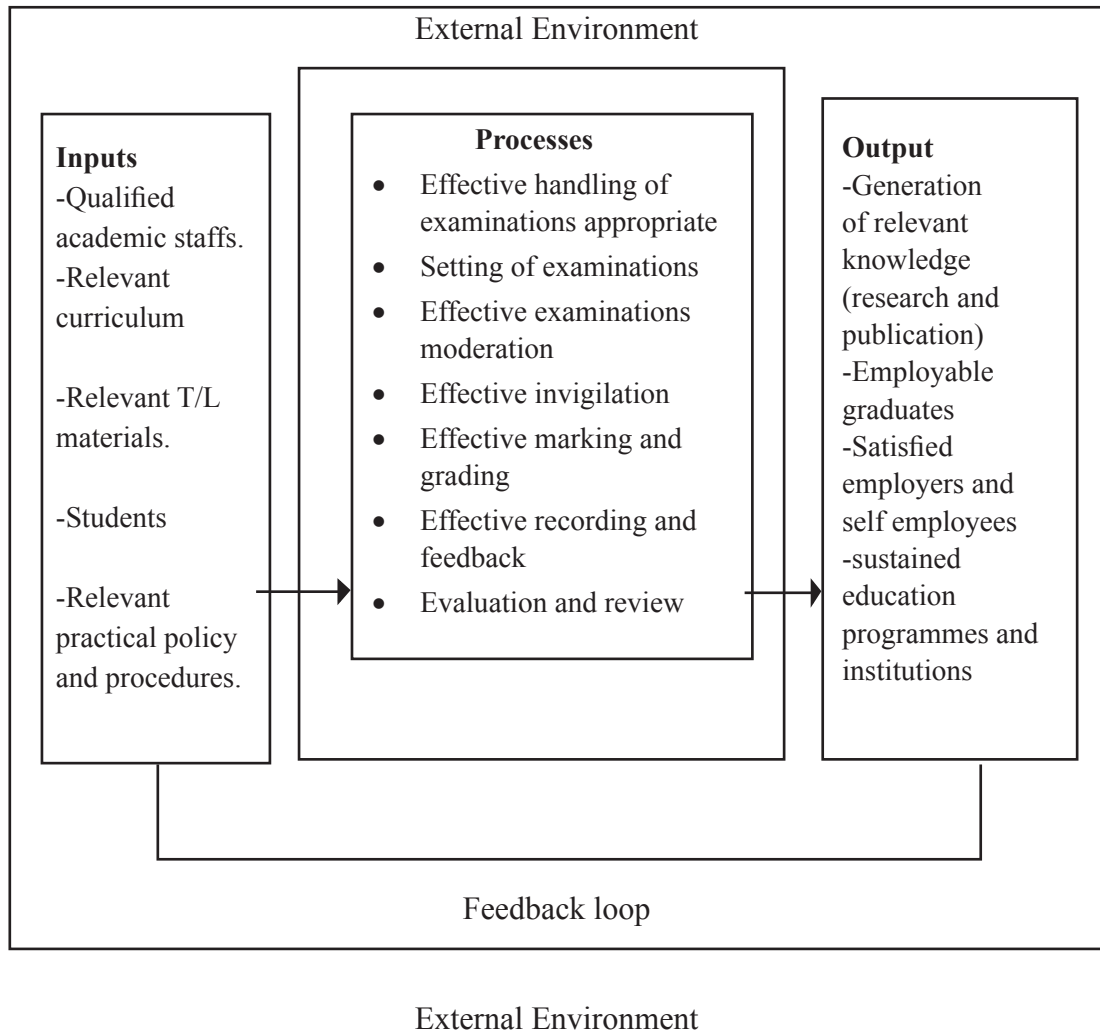 External Environment
Inputs
-Qualified
academic staffs.
-Relevant
curriculum
-Relevant T/L
materials.
-Students
-Relevant
practical policy
and procedures.
Processes
• Effective handling of
examinations appropriate
• Setting of examinations
• Effective examinations
moderation
• Effective invigilation
• Effective marking and
grading
• Effective recording and
feedback
• Evaluation and review
Output
-Generation
of relevant
knowledge
(research and
publication)
-Employable
graduates
-Satisfied
employers and
self employees
-sustained
education
programmes and
institutions
Feedback loop
External Environment